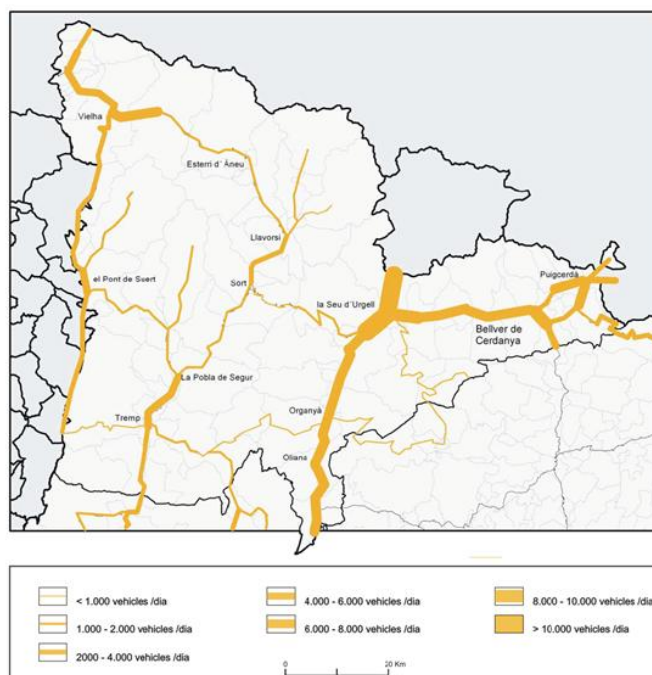 Vielha
Esterri d´ Àneu
Llavorsí
el Pont de Suert
Sort
la Seu d´Urgell
Puigcerdà
Bellver de
Cerdanya
La Pobla de Segur
Tremp
Organyà
Oliana
< 1.000 vehicles /dia
4.000 - 6.000 vehicles /dia
8.000 - 10.000 vehicles /dia
1.000 - 2.000 vehicles /dia
6.000 - 8.000 vehicles /dia
> 10.000 vehicles /dia
2000 - 4.000 vehicles /dia
0 20 Km